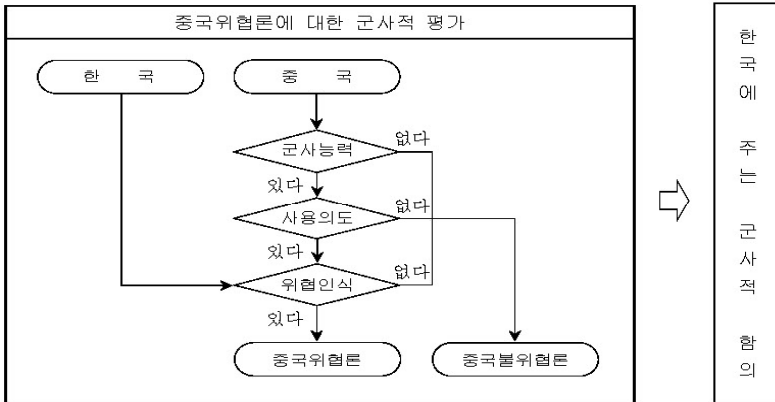 중국위협론에 대한 군사적 평가
한 국
중 국
군사능력
없다
있다
사용의도
없다
있다
위협인식
없다
있다
중국위협론
중국불위협론
한국에 주는 군사적 함의